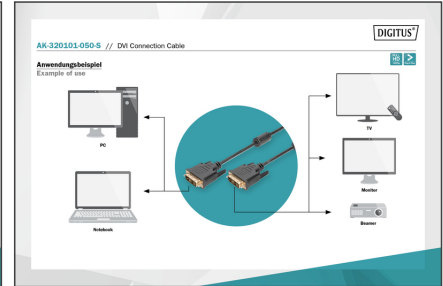 DIGITUS®
AK-320101-050-S // DVI Connection Cable
Anwendungsbeispiel
Example of use
PC
Notebook
TV
Monitor
Beamer